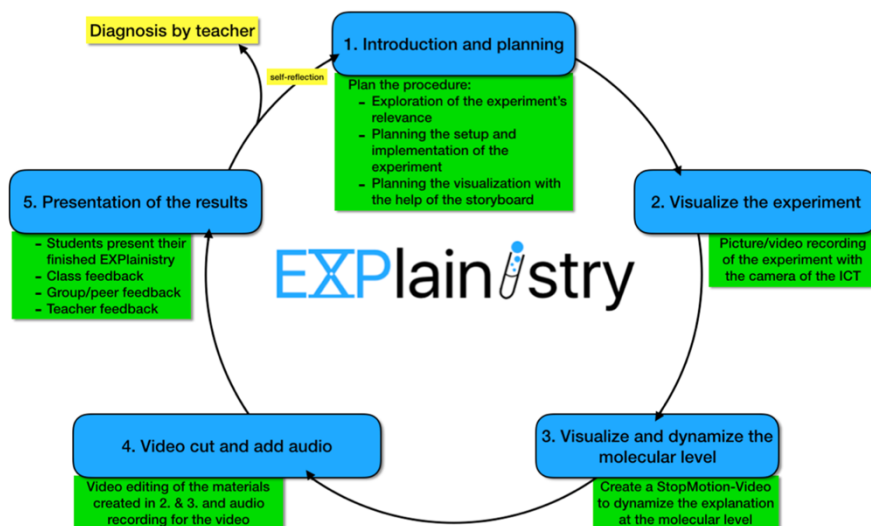 Diagnosis by teacher
self-reflection
1. Introduction and planning
Plan the procedure:
- Exploration of the experiment's
relevance
- Planning the setup and
implementation of the
experiment
- Planning the visualization with
the help of the storyboard
2. Visualize the experiment
Picture/video recording
of the experiment with
the camera of the ICT
3. Visualize and dynamize the
molecular level
Create a StopMotion-Video
to dynamize the explanation
at the molecular level
4. Video cut and add audio
Video editing of the materials
created in 2. & 3. and audio
recording for the video
5. Presentation of the results
- Students present their
finished EXPlainistry
- Class feedback
- Group/peer feedback
- Teacher feedback
EXPlainistry